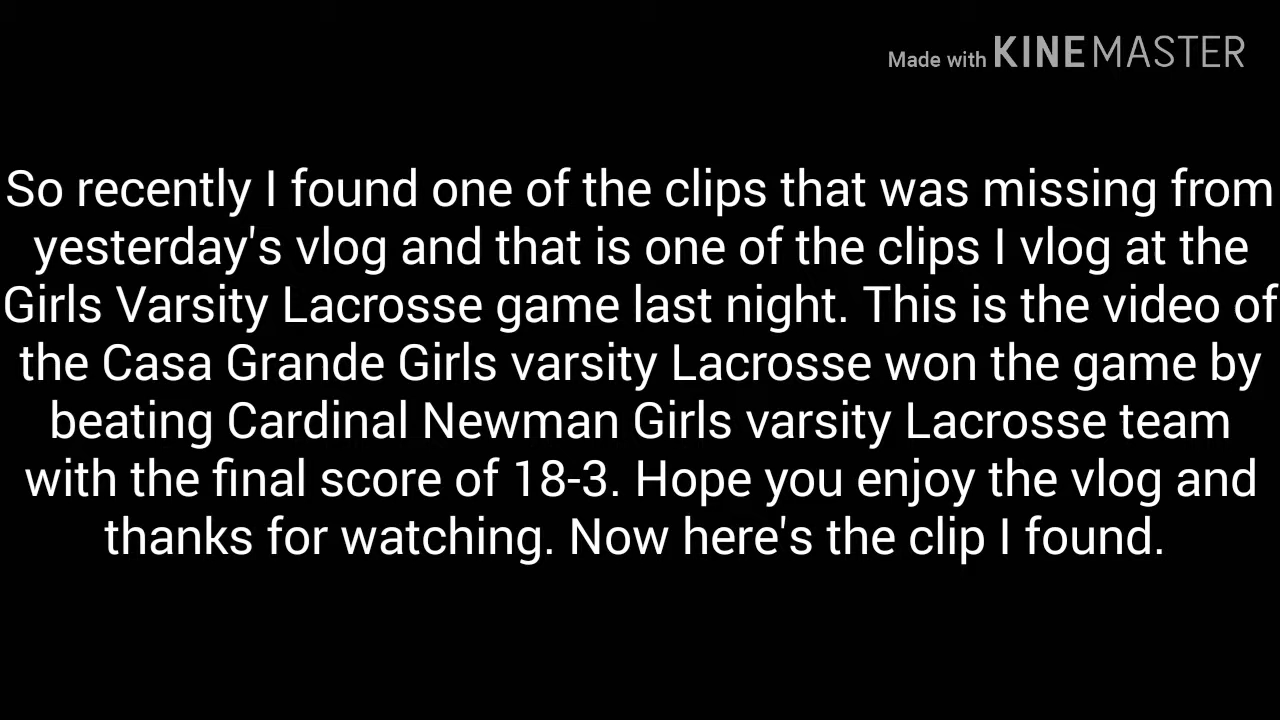 Made with KINEMASTER
So recently I found one of the clips that was missing from
yesterday's vlog and that is one of the clips I vlog at the
Girls Varsity Lacrosse game last night. This is the video of
the Casa Grande Girls varsity Lacrosse won the game by
beating Cardinal Newman Girls varsity Lacrosse team
with the final score of 18-3. Hope you enjoy the vlog and
thanks for watching. Now here's the clip I found.